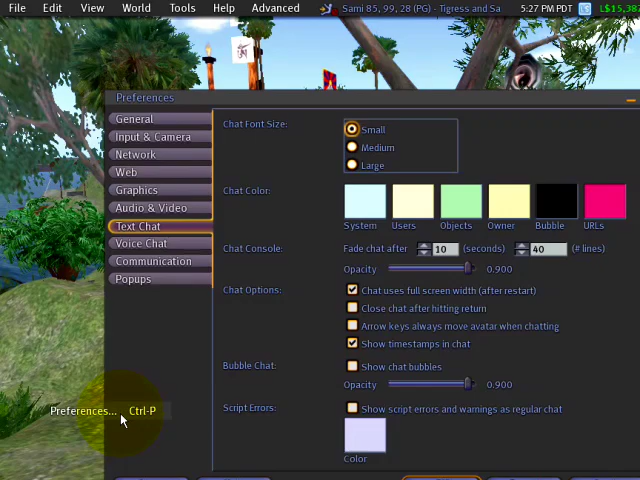 File Edit View World Tools Help Advanced Sami 85, 99, 28 (PG) - Tigress and Sa 5:27 PM PDT L$15,387
Preferences
General
Input & Camera
Network
Web
Graphics
Audio & Video
Text Chat
Voice Chat
Communication
Popups
Chat Font Size:
Small
Medium
Large
Chat Color:
System Users Objects Owner Bubble URLs
Chat Console: Fade chat after 10 (seconds) 40 (# lines)
Opacity 0.900
Chat Options: Chat uses full screen width (after restart)
Close chat after hitting return
Arrow keys always move avatar when chatting
Show timestamps in chat
Bubble Chat: Show chat bubbles
Opacity 0.900
Script Errors: Show script errors and warnings as regular chat
Color
Preferences... Ctrl-P